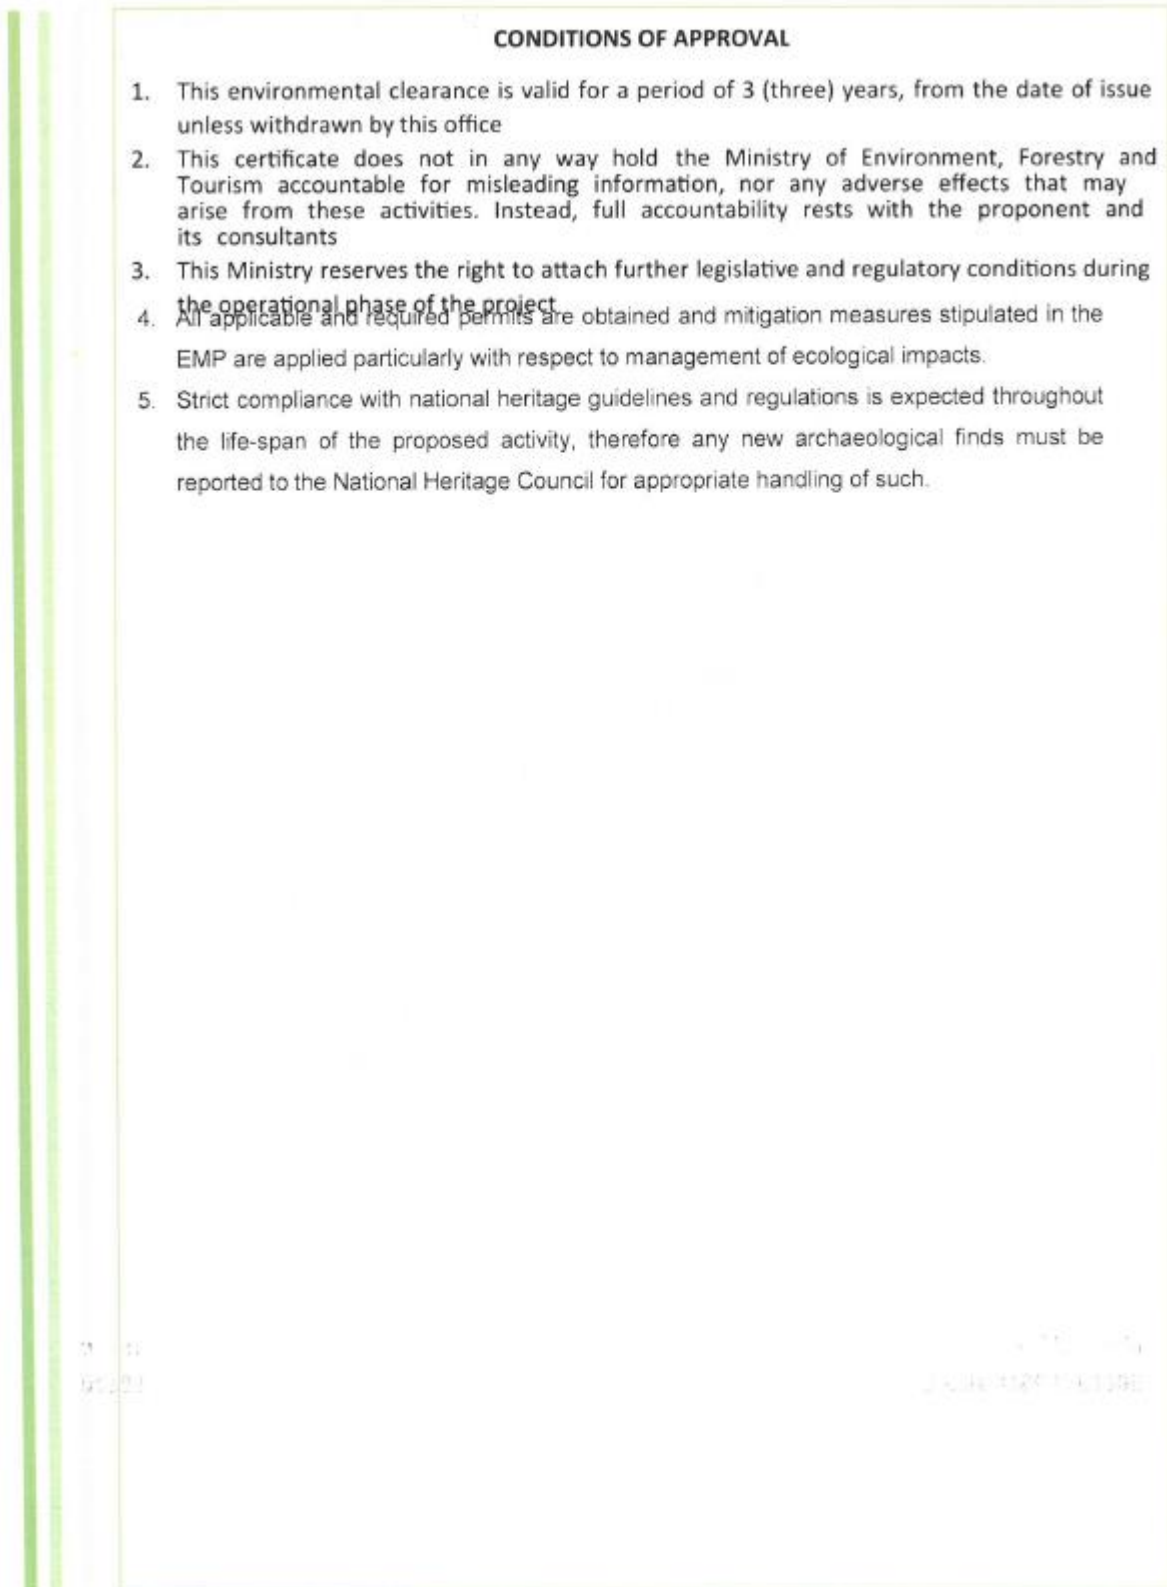 CONDITIONS OF APPROVAL
1. This environmental clearance is valid for a period of 3 (three) years, from the date of issue
unless withdrawn by this office
2. This certificate does not in any way hold the Ministry of Environment, Forestry and
Tourism accountable for misleading information, nor any adverse effects that may
arise from these activities. Instead, full accountability rests with the proponent and
its consultants
3. This Ministry reserves the right to attach further legislative and regulatory conditions during
the operational phase of the project
4. All applicable and required permits are obtained and mitigation measures stipulated in the
EMP are applied particularly with respect to management of ecological impacts.
5. Strict compliance with national heritage guidelines and regulations is expected throughout
the life-span of the proposed activity, therefore any new archaeological finds must be
reported to the National Heritage Council for appropriate handling of such.